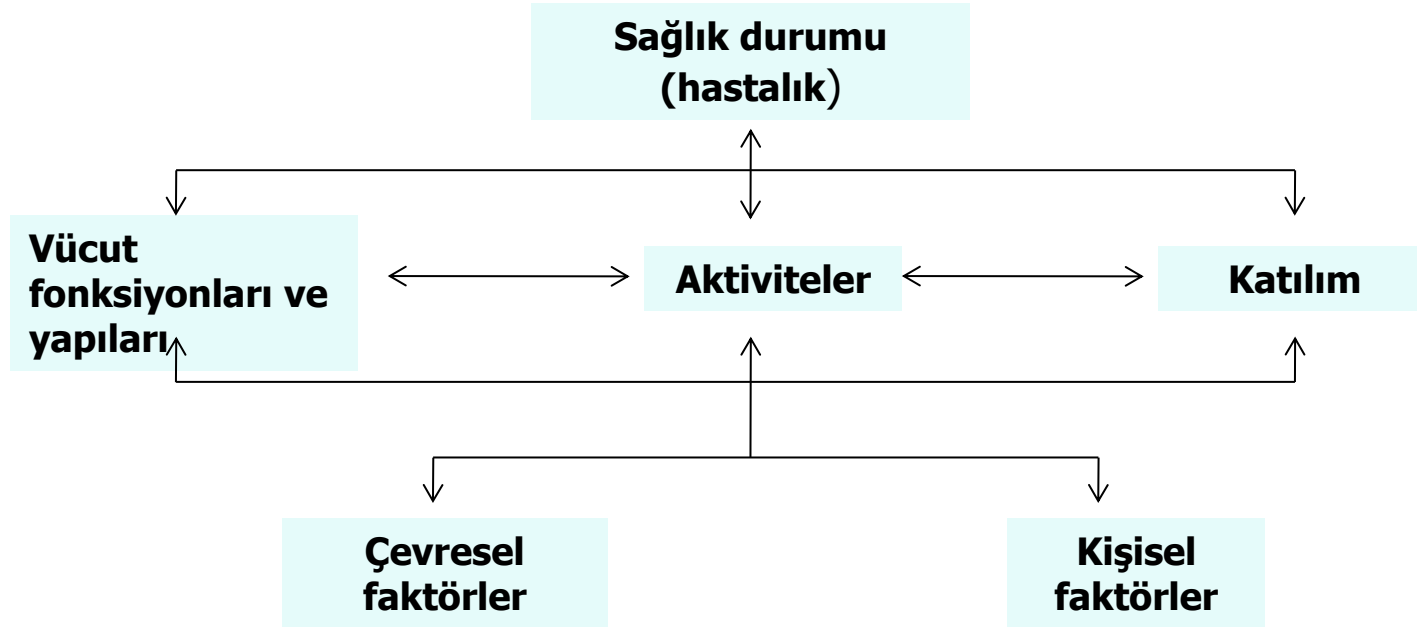 Sağlık durumu
(hastalık)
Vücut
fonksiyonları ve
yapıları
Aktiviteler
Katılım
Çevresel
faktörler
Kişisel
faktörler